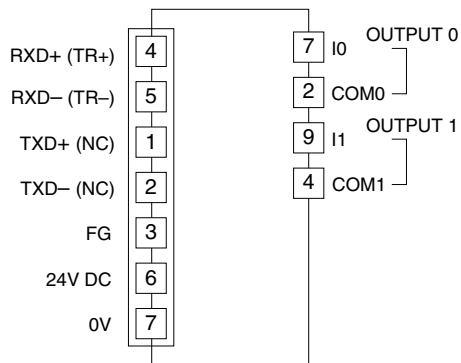 RXD+ (TR+) 4
RXD– (TR–) 5
TXD+ (NC) 1
TXD– (NC) 2
FG 3
24V DC 6
0V 7
7 I0 OUTPUT 0
2 COM0
9 I1 OUTPUT 1
4 COM1